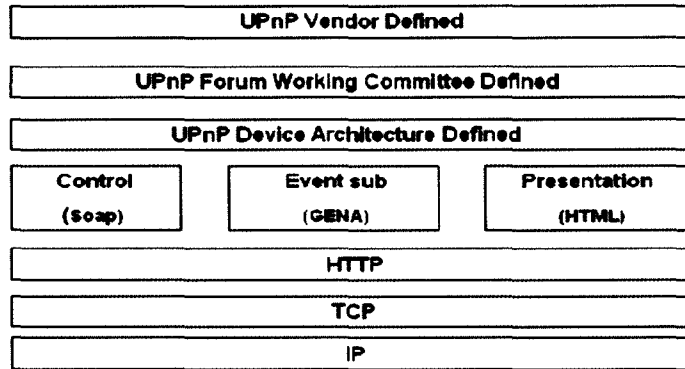 UPnP Vendor Defined
UPnP Forum Working Committee Defined
UPnP Device Architecture Defined
Control
(Soap)
Event sub
(GENA)
Presentation
(HTML)
HTTP
TCP
IP